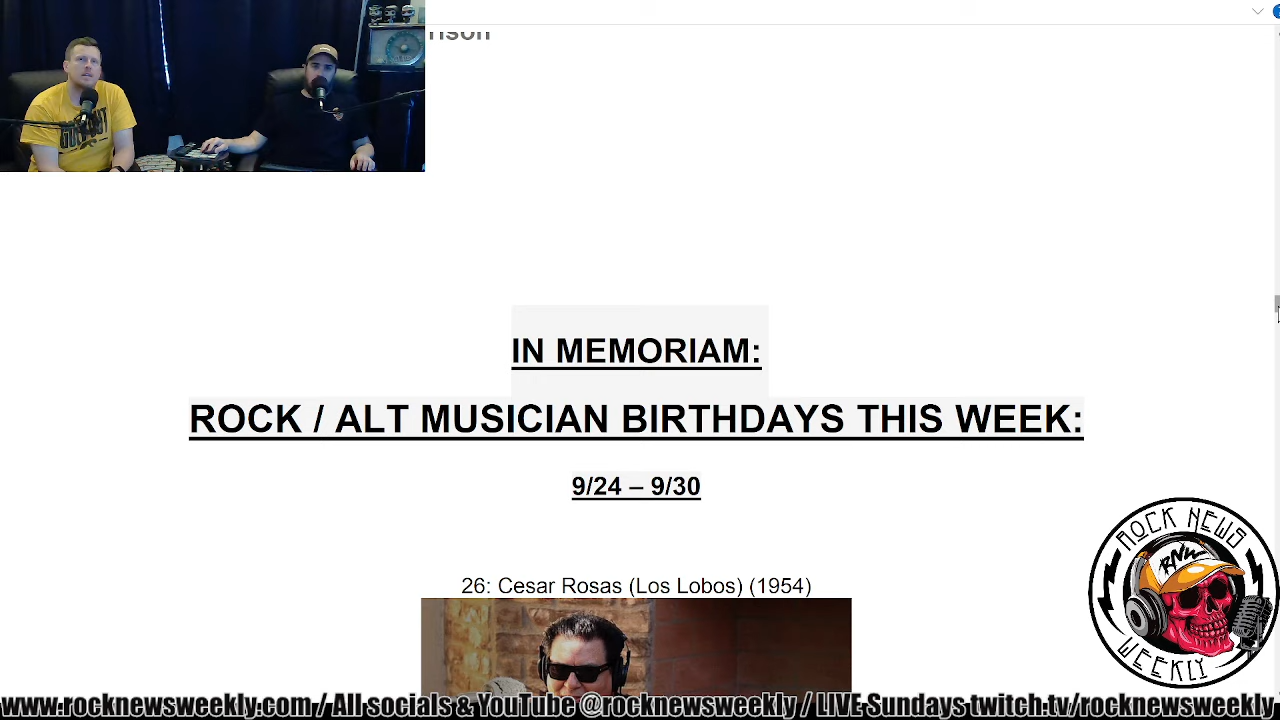 IN MEMORIAM:
ROCK / ALT MUSICIAN BIRTHDAYS THIS WEEK:
9/24 – 9/30
26: Cesar Rosas (Los Lobos) (1954)
ROCK NEWS
RNW
WEEKLY
www.rocknewsweekly.com / All socials & YouTube @rocknewsweekly / LIVE Sundays twitch.tv/rocknewsweekly